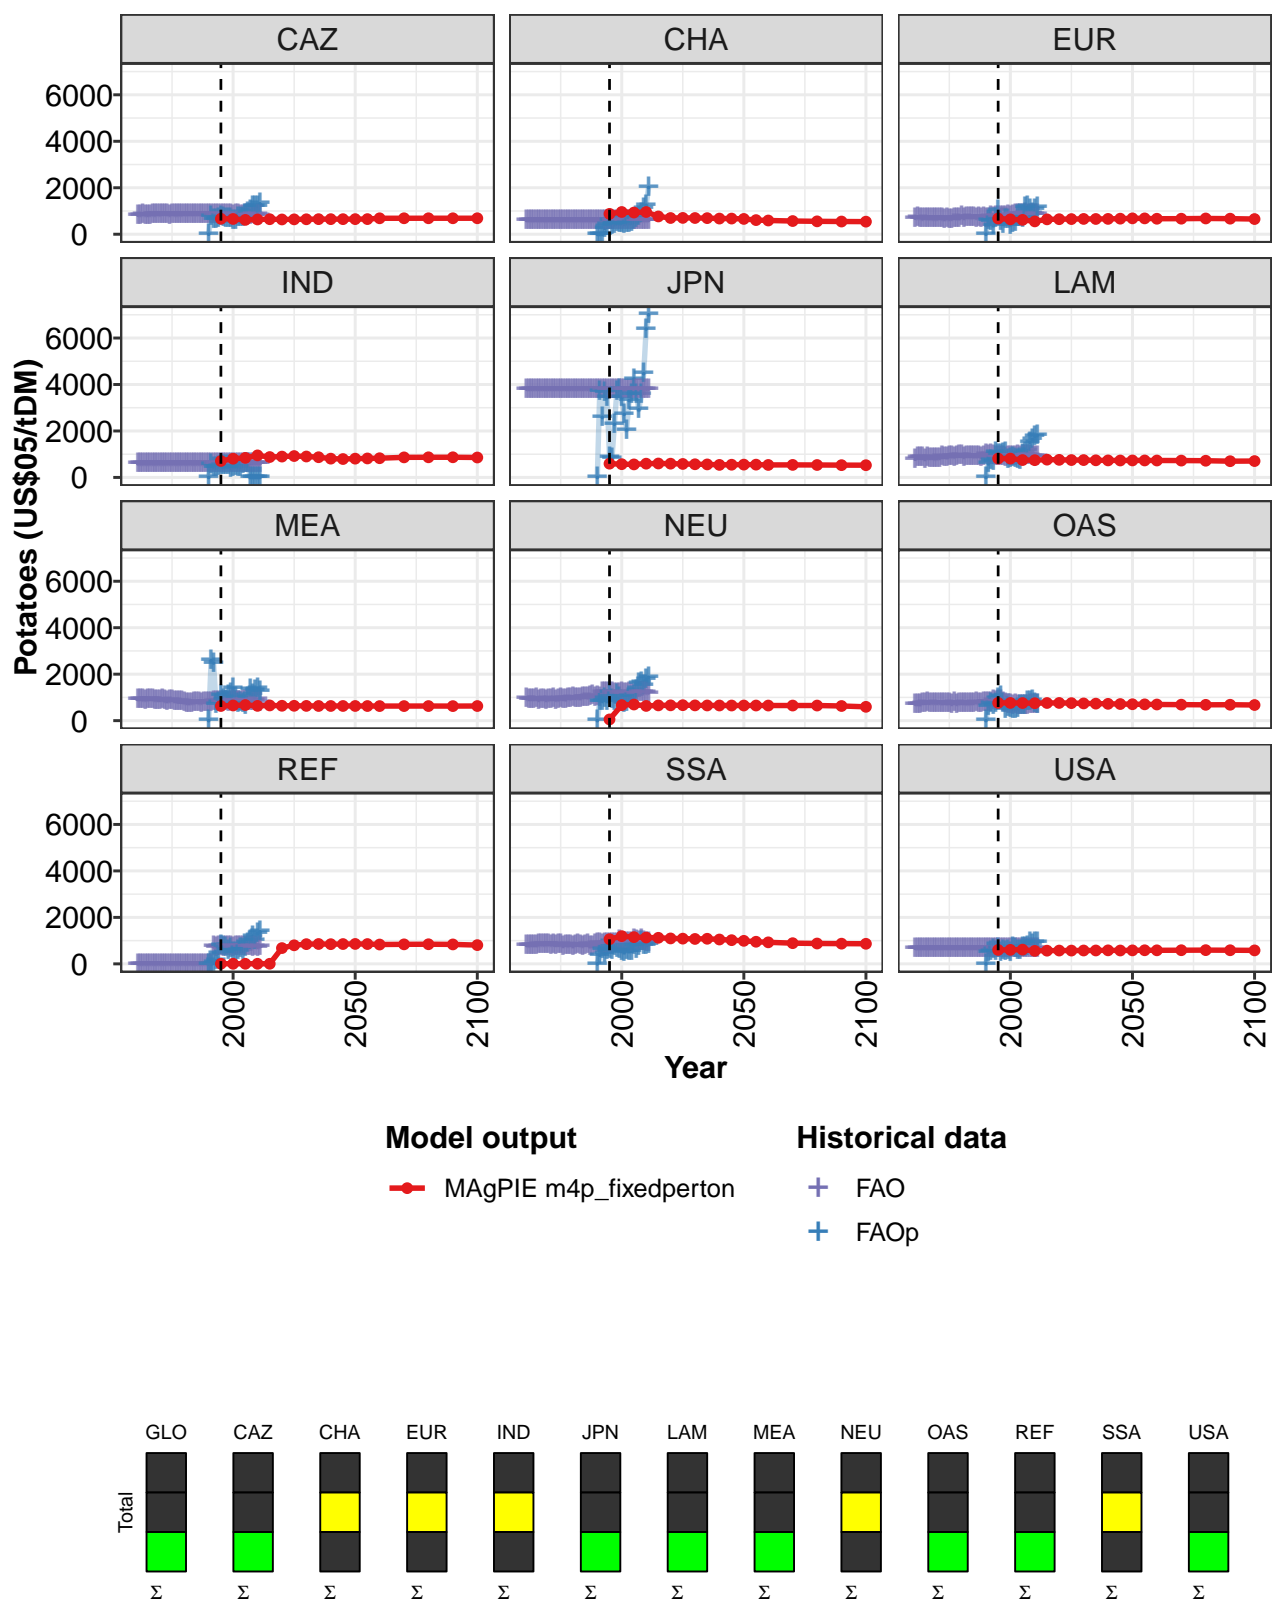 CAZ CHA EUR
6000
4000
2000
0
IND JPN LAM
6000
4000
2000
0
Potatoes (US$05/tDM)
MEA NEU OAS
6000
4000
2000
0
REF SSA USA
6000
4000
2000
0
2000 2050 2100 2000 2050 2100 2000 2050 2100
Year
Model output Historical data
MAgPIE m4p_fixedperton FAO
FAOp
GLO CAZ CHA EUR IND JPN LAM MEA NEU OAS REF SSA USA
Total
Σ Σ Σ Σ Σ Σ Σ Σ Σ Σ Σ Σ Σ